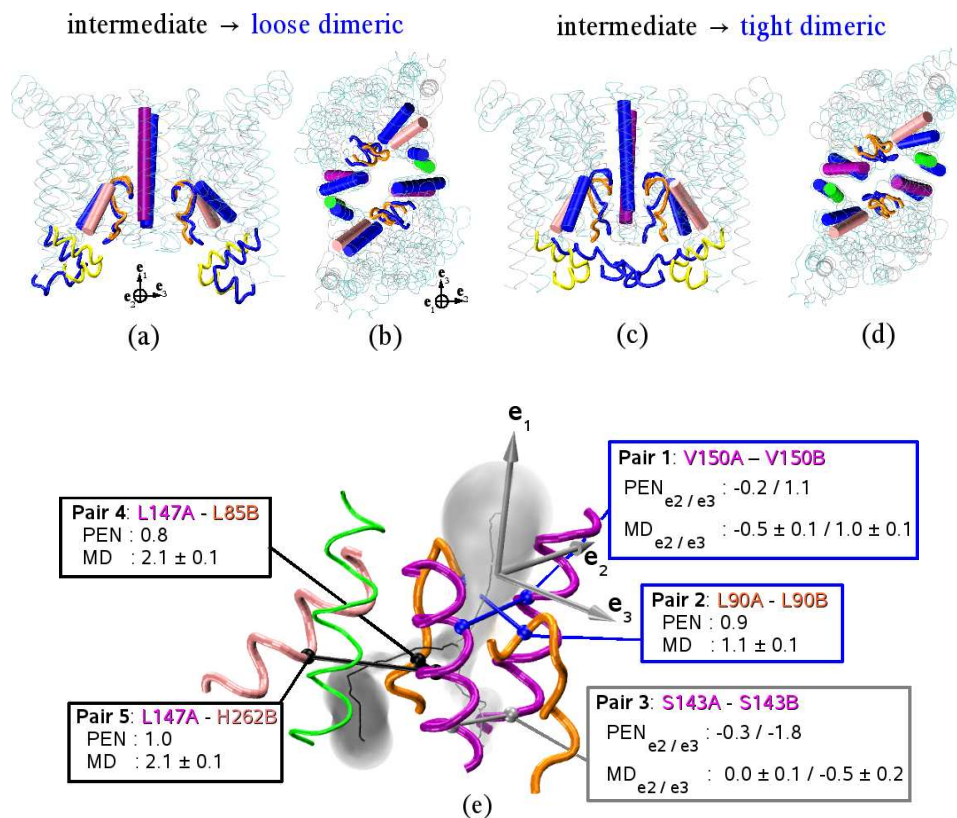 intermediate → loose dimeric
intermediate → tight dimeric
e1
e2
e3
e3
e1
e2
(a)
(b)
(c)
(d)
e1
e2
e3
Pair 1: V150A – V150B
PEN e2/e3 : -0.2 / 1.1
MD e2/e3 : -0.5 ± 0.1 / 1.0 ± 0.1
Pair 4: L147A - L85B
PEN : 0.8
MD : 2.1 ± 0.1
Pair 2: L90A - L90B
PEN : 0.9
MD : 1.1 ± 0.1
Pair 5: L147A - H262B
PEN : 1.0
MD : 2.1 ± 0.1
Pair 3: S143A - S143B
PEN e2/e3 : -0.3 / -1.8
MD e2/e3 : 0.0 ± 0.1 / -0.5 ± 0.2
(e)